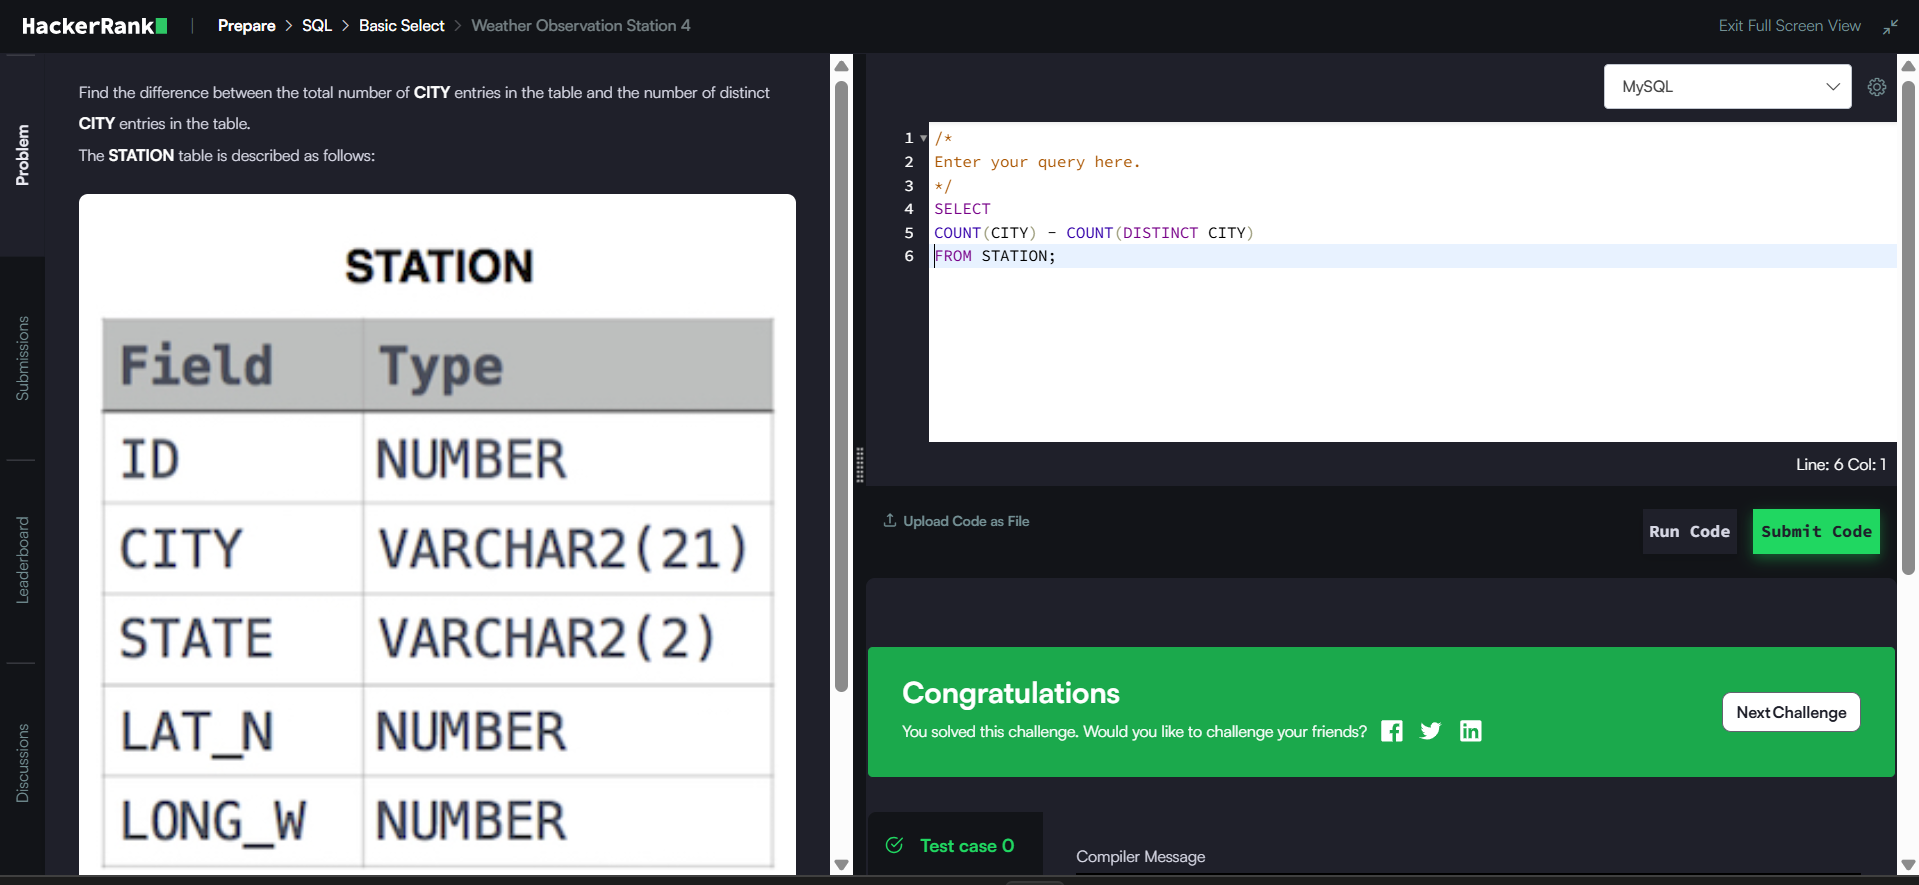 HackerRank
Prepare > SQL > Basic Select > Weather Observation Station 4
Exit Full Screen View
Problem
Submissions
Leaderboard
Discussions
Find the difference between the total number of CITY entries in the table and the number of distinct
CITY entries in the table.
The STATION table is described as follows:
STATION
Field Type
ID NUMBER
CITY VARCHAR2(21)
STATE VARCHAR2(2)
LAT_N NUMBER
LONG_W NUMBER
MySQL
1 /*
2 Enter your query here.
3 */
4 SELECT
5 COUNT(CITY) - COUNT(DISTINCT CITY)
6 FROM STATION;
Line: 6 Col: 1
Upload Code as File
Run Code
Submit Code
Congratulations
You solved this challenge. Would you like to challenge your friends?
Next Challenge
Test case 0
Compiler Message